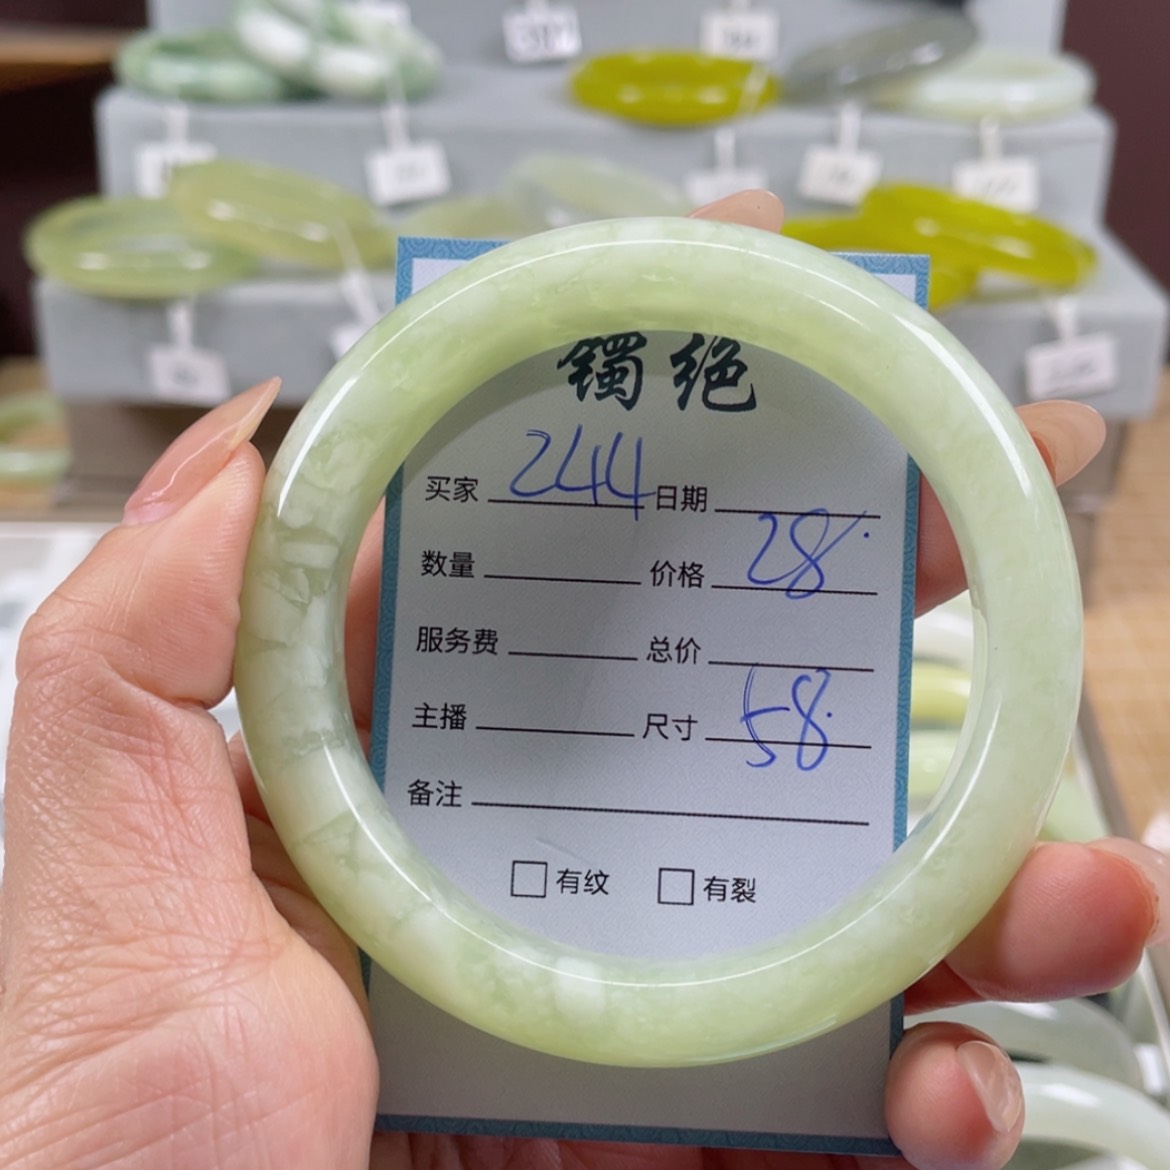 镯绝
买家 244 日期
数量 价格 28
服务费 总价
主播 尺寸 58
备注
□ 有纹 □ 有裂